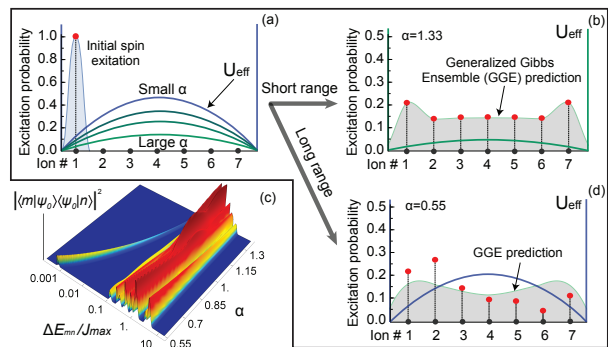 (a)
Excitation probability
1.0
0.8
0.6
0.4
0.2
0.0
Initial spin
exitation
Small α
Ueff
Large α
Ion # 1 2 3 4 5 6 7
Short range
Long range
(b)
α=1.33
Ueff
Generalized Gibbs
Ensemble (GGE) prediction
Excitation probability
0.5
0.4
0.3
0.2
0.1
0.0
Ion # 1 2 3 4 5 6 7
(c)
|⟨m|ψ0⟩⟨ψ0|n⟩|²
0.001
0.01
0.1
1.
10
ΔEmn/Jmax
0.55
0.7
0.85
1.
1.15
1.3
α
(d)
α=0.55
Ueff
GGE prediction
Excitation probability
0.5
0.4
0.3
0.2
0.1
0.0
Ion # 1 2 3 4 5 6 7